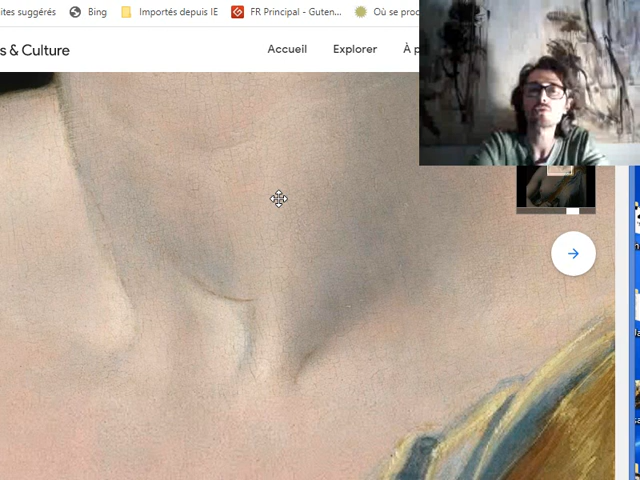 ites suggérés Bing Importés depuis IE FR Principal - Guten... Où se proc
s & Culture Accueil Explorer À p